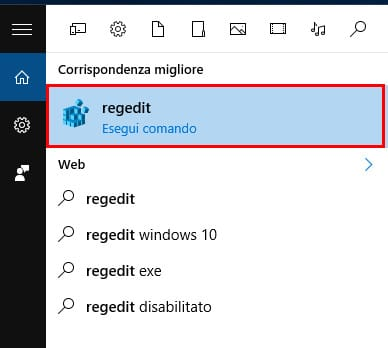 Corrispondenza migliore
regedit
Esegui comando
Web
regedit
regedit windows 10
regedit exe
regedit disabilitato